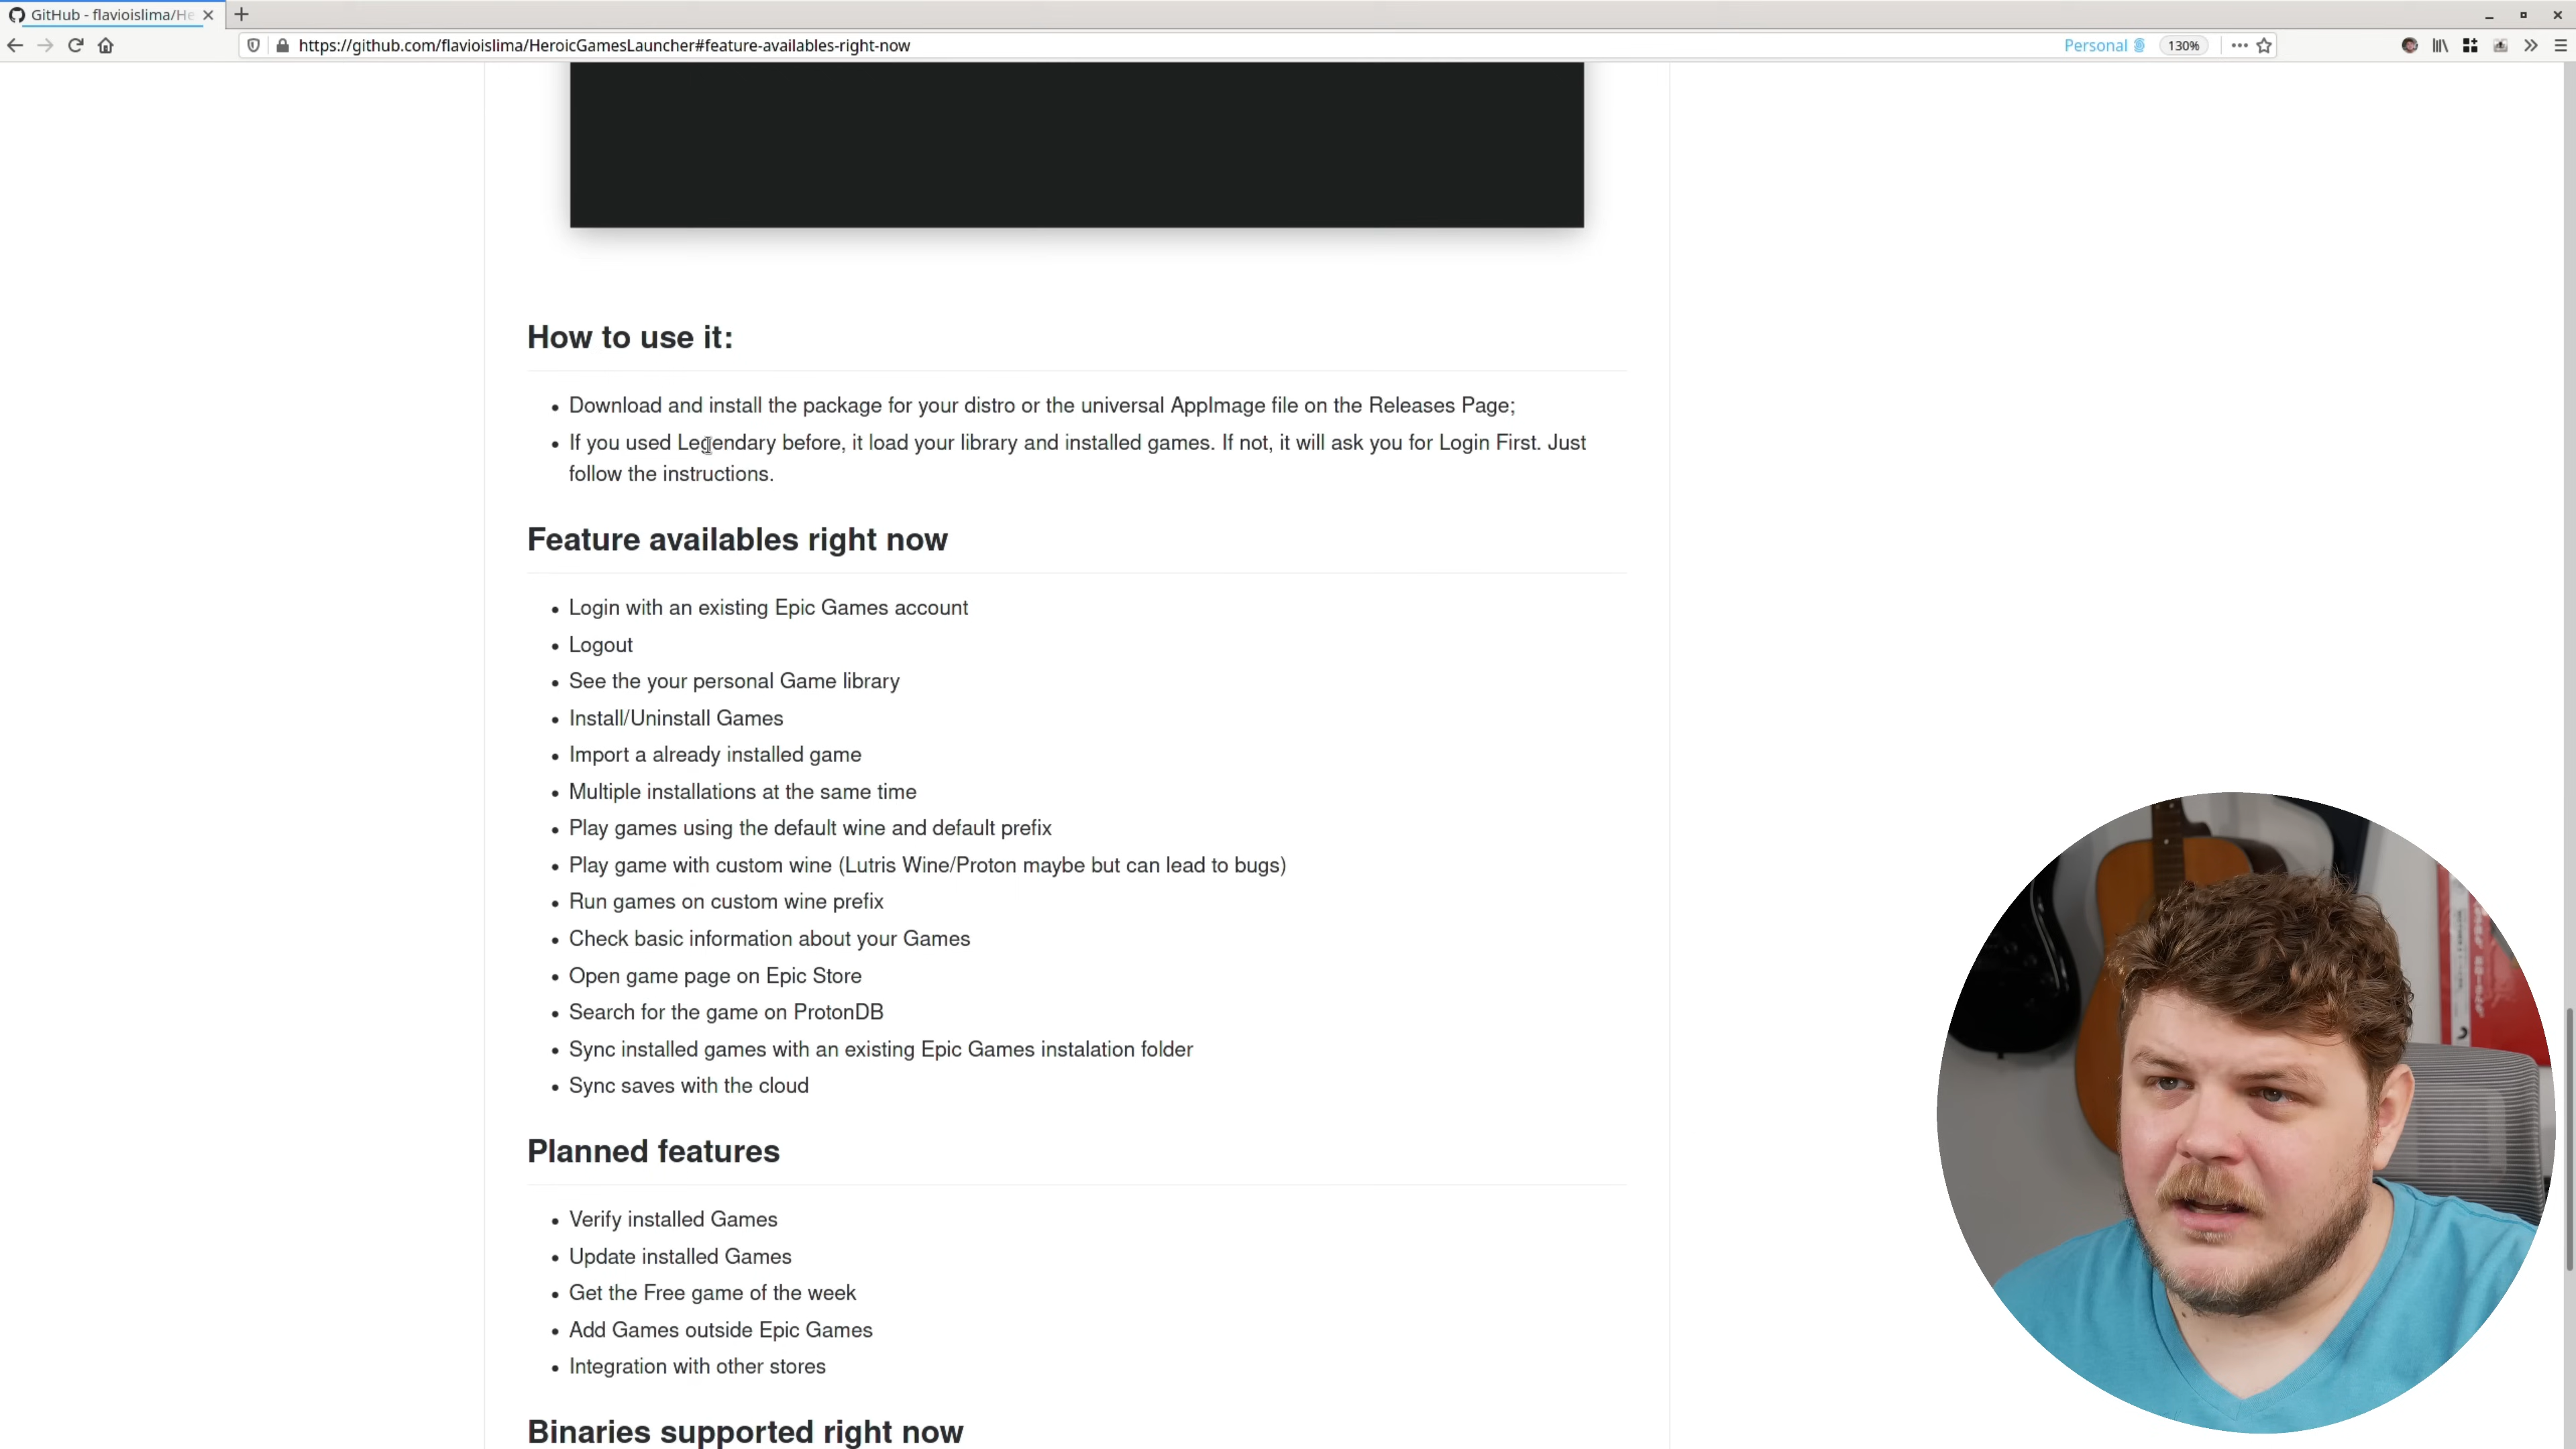 GitHub - flavioislima/He
https://github.com/flavioislima/HeroicGamesLauncher#feature-availables-right-now
Personal
130%
How to use it:
Download and install the package for your distro or the universal AppImage file on the Releases Page;
If you used Legendary before, it load your library and installed games. If not, it will ask you for Login First. Just
follow the instructions.
Feature availables right now
Login with an existing Epic Games account
Logout
See the your personal Game library
Install/Uninstall Games
Import a already installed game
Multiple installations at the same time
Play games using the default wine and default prefix
Play game with custom wine (Lutris Wine/Proton maybe but can lead to bugs)
Run games on custom wine prefix
Check basic information about your Games
Open game page on Epic Store
Search for the game on ProtonDB
Sync installed games with an existing Epic Games instalation folder
Sync saves with the cloud
Planned features
Verify installed Games
Update installed Games
Get the Free game of the week
Add Games outside Epic Games
Integration with other stores
Binaries supported right now